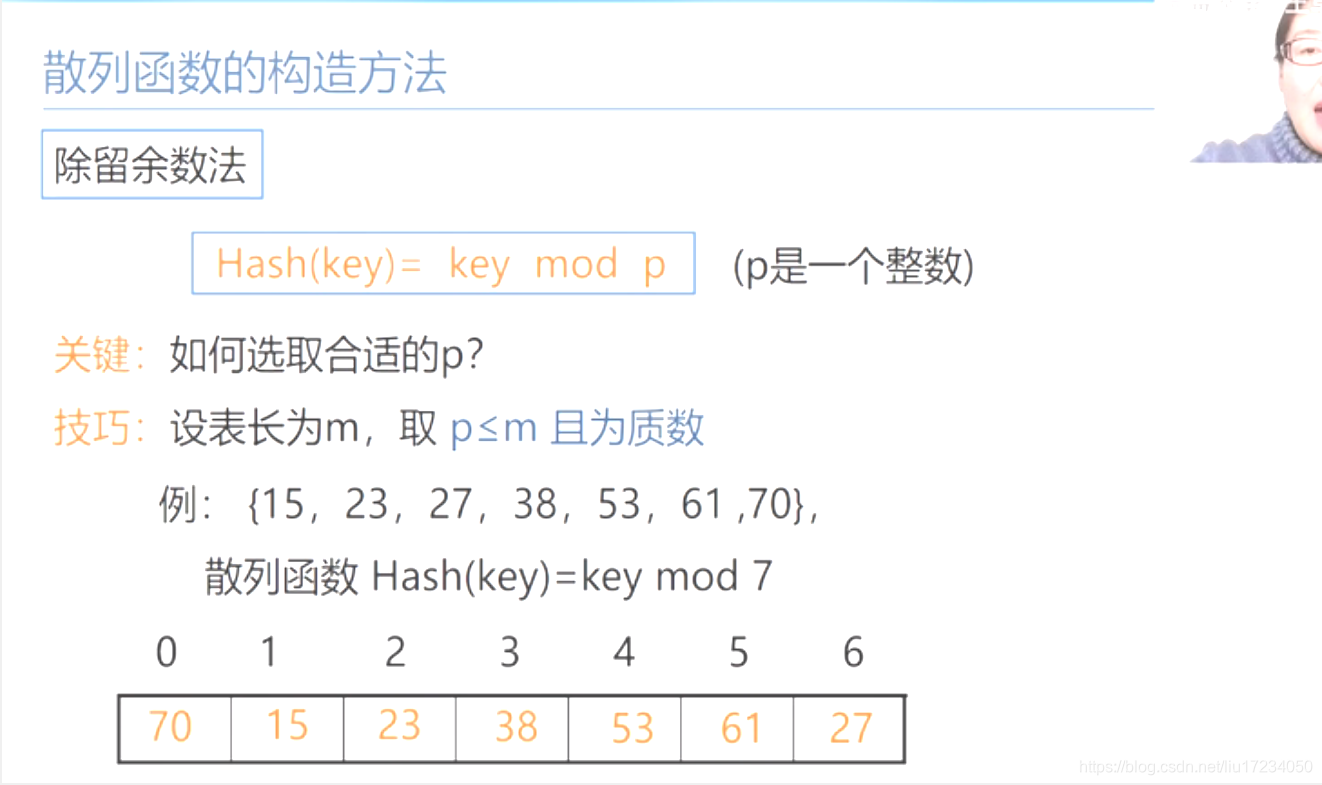 散列函数的构造方法
除留余数法
Hash(key)= key mod p (p是一个整数)
关键：如何选取合适的p？
技巧：设表长为m，取 p≤m 且为质数
例： {15，23，27，38，53，61 ,70}，
散列函数 Hash(key)=key mod 7
0 1 2 3 4 5 6
70 15 23 38 53 61 27
https://blog.csdn.net/liu17234050